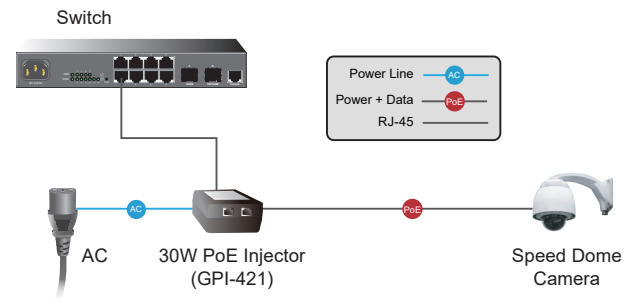 Switch
Power Line AC
Power + Data PoE
RJ-45
AC
PoE
AC
30W PoE Injector
(GPI-421)
Speed Dome
Camera